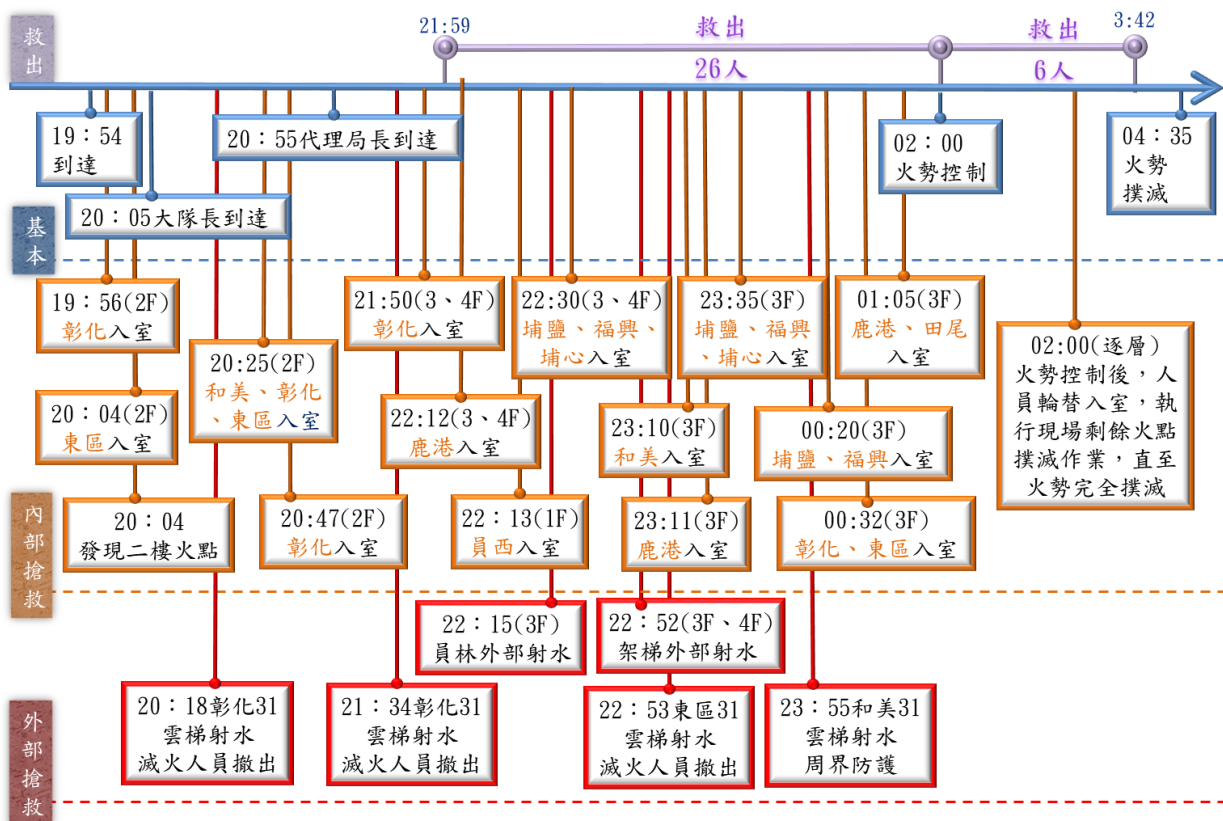 救出
21:59
救出
26人
救出
6人
3:42
基本
19：54
到達
20：05大隊長到達
20：55代理局長到達
02：00
火勢控制
04：35
火勢
撲滅
內部搶救
19：56(2F)
彰化入室
20：04(2F)
東區入室
20：04
發現二樓火點
20:25(2F)
和美、彰化
、東區入室
20:47(2F)
彰化入室
21:50(3、4F)
彰化入室
22:12(3、4F)
鹿港入室
22：13(1F)
員西入室
22:30(3、4F)
埔鹽、福興、
埔心入室
23:10(3F)
和美入室
23:11(3F)
鹿港入室
23:35(3F)
埔鹽、福興
、埔心入室
00:20(3F)
埔鹽、福興入室
00:32(3F)
彰化、東區入室
01:05(3F)
鹿港、田尾
入室
02:00(逐層)
火勢控制後，人
員輪替入室，執
行現場剩餘火點
撲滅作業，直至
火勢完全撲滅
外部搶救
20：18彰化31
雲梯射水
滅火人員撤出
21：34彰化31
雲梯射水
滅火人員撤出
22：15(3F)
員林外部射水
22：52(3F、4F)
架梯外部射水
22：53東區31
雲梯射水
滅火人員撤出
23：55和美31
雲梯射水
周界防護